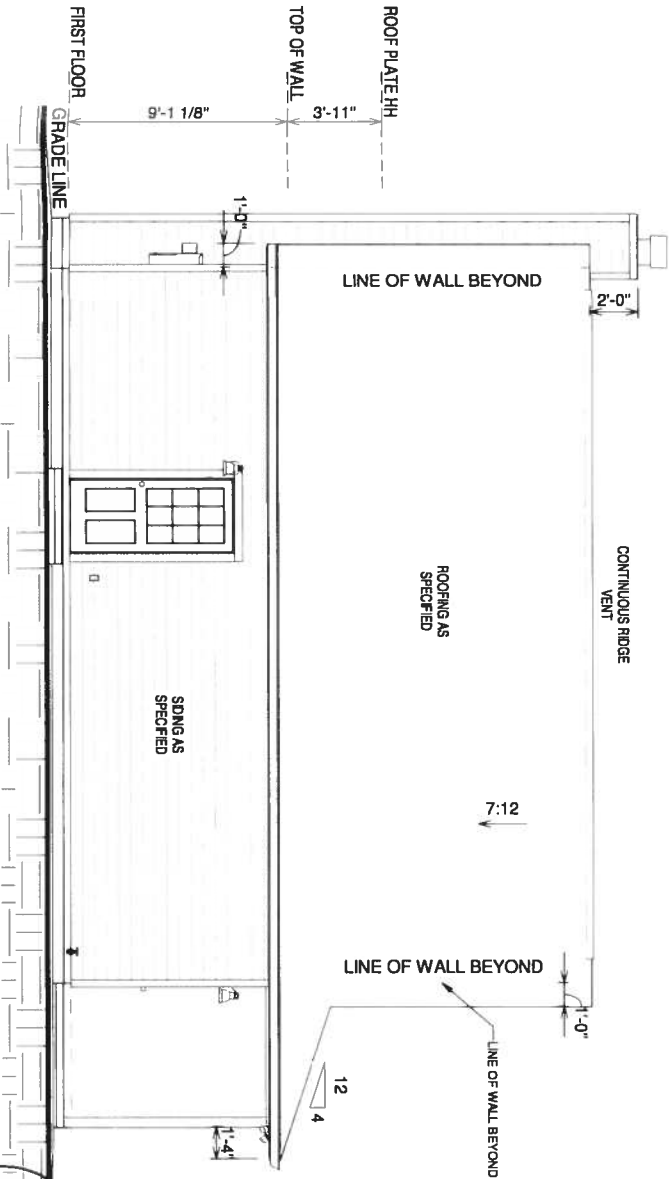 ROOF PLATE HH
TOP OF WALL
FIRST FLOOR
GRADE LINE
3'-11"
9'-1 1/8"
1'-0"
2'-0"
LINE OF WALL BEYOND
CONTINUOUS RIDGE
VENT
ROOFING AS
SPECIFIED
SIDING AS
SPECIFIED
7:12
LINE OF WALL BEYOND
1'-0"
LINE OF WALL BEYOND
12
4
1'-4"